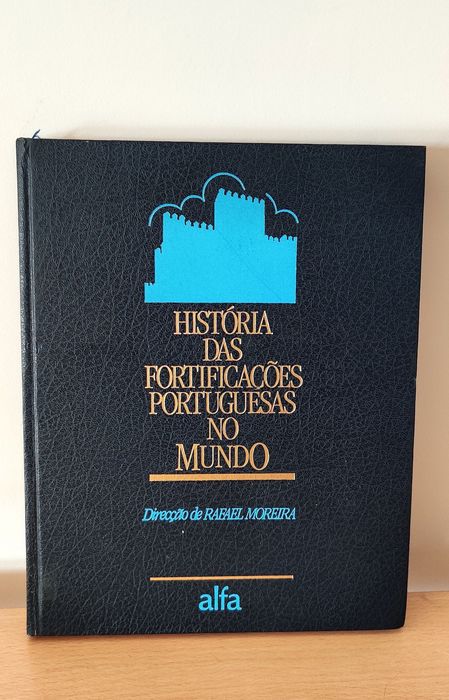 HISTÓRIA
DAS
FORTIFICAÇÕES
PORTUGUESAS
NO
MUNDO
Direcção de RAFAEL MOREIRA
alfa